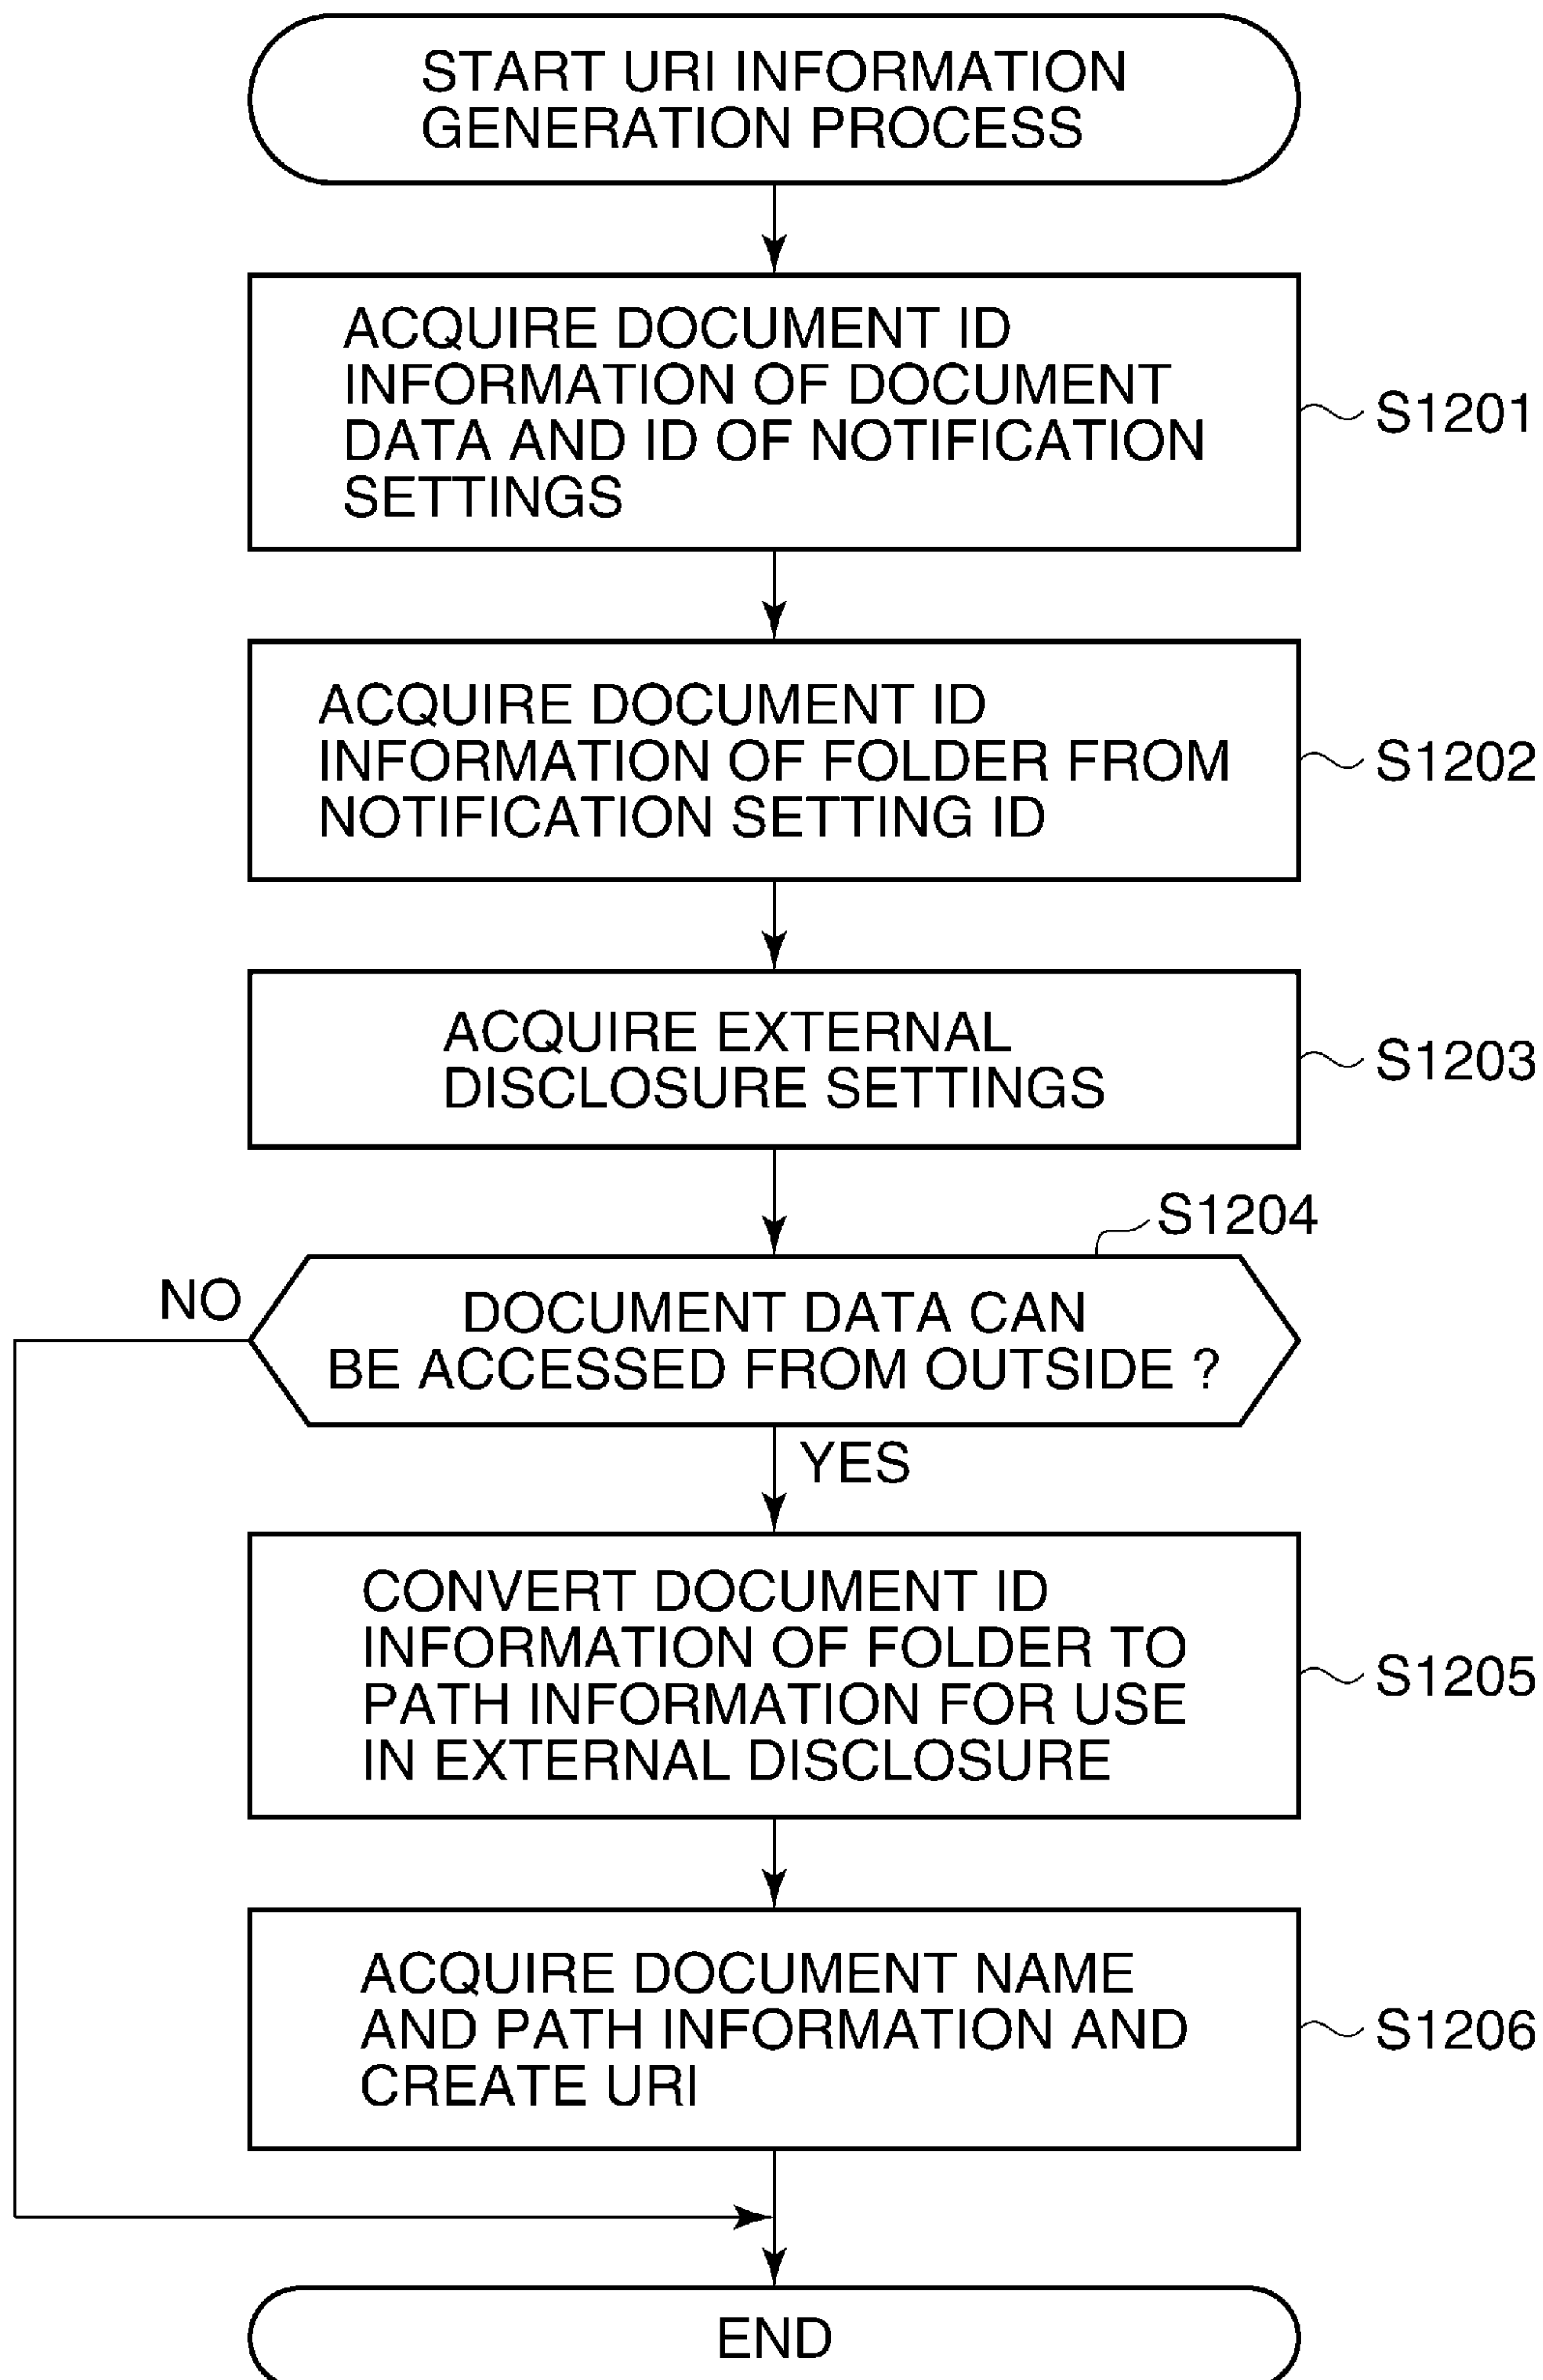 START URI INFORMATION
GENERATION PROCESS
ACQUIRE DOCUMENT ID
INFORMATION OF DOCUMENT
DATA AND ID OF NOTIFICATION
SETTINGS
S1201
ACQUIRE DOCUMENT ID
INFORMATION OF FOLDER FROM
NOTIFICATION SETTING ID
S1202
ACQUIRE EXTERNAL
DISCLOSURE SETTINGS
S1203
S1204
NO
DOCUMENT DATA CAN
BE ACCESSED FROM OUTSIDE ?
YES
CONVERT DOCUMENT ID
INFORMATION OF FOLDER TO
PATH INFORMATION FOR USE
IN EXTERNAL DISCLOSURE
S1205
ACQUIRE DOCUMENT NAME
AND PATH INFORMATION AND
CREATE URI
S1206
END